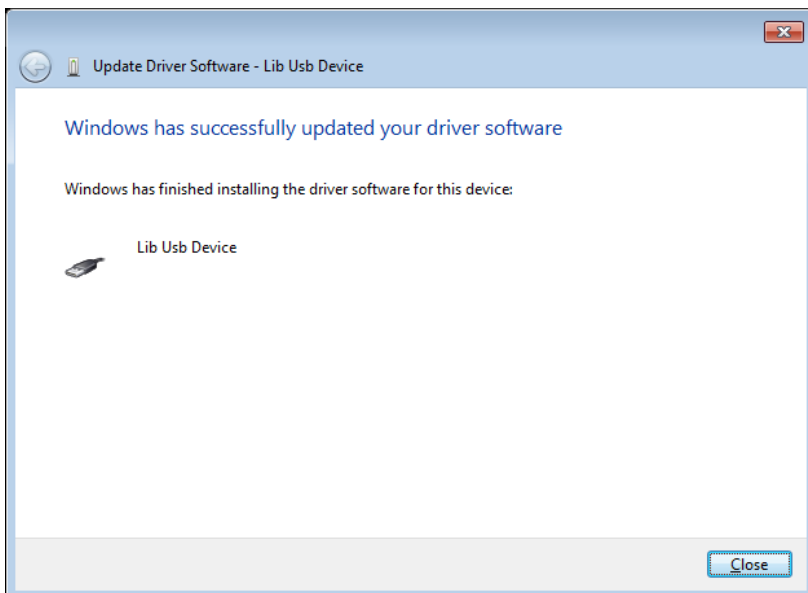 Update Driver Software - Lib Usb Device
Windows has successfully updated your driver software
Windows has finished installing the driver software for this device:
Lib Usb Device
Close